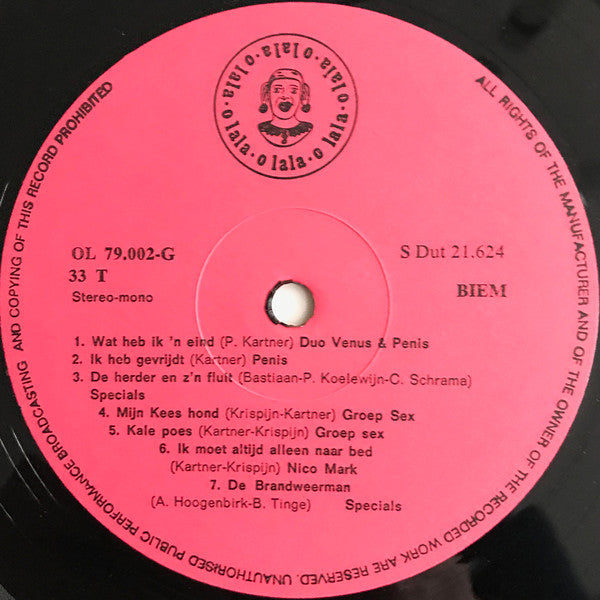 o lala · o lala · o lala · o lala · o lala · o lala ·
OL 79.002-G
33 T
Stereo-mono
S Dut 21.624
BIEM
1. Wat heb ik 'n eind (P. Kartner) Duo Venus & Penis
2. Ik heb gevrijdt (Kartner) Penis
3. De herder en z'n fluit (Bastiaan-P. Koelewijn-C. Schrama)
Specials
4. Mijn Kees hond (Krispijn-Kartner) Groep Sex
5. Kale poes (Kartner-Krispijn) Groep sex
6. Ik moet altijd alleen naar bed
(Kartner-Krispijn) Nico Mark
7. De Brandweerman
(A. Hoogenbirk-B. Tinge) Specials
ALL RIGHTS OF THE MANUFACTURER AND OF THE OWNER OF THE RECORDED WORK ARE RESERVED. UNAUTHORISED PUBLIC PERFORMANCE BROADCASTING AND COPYING OF THIS RECORD PROHIBITED